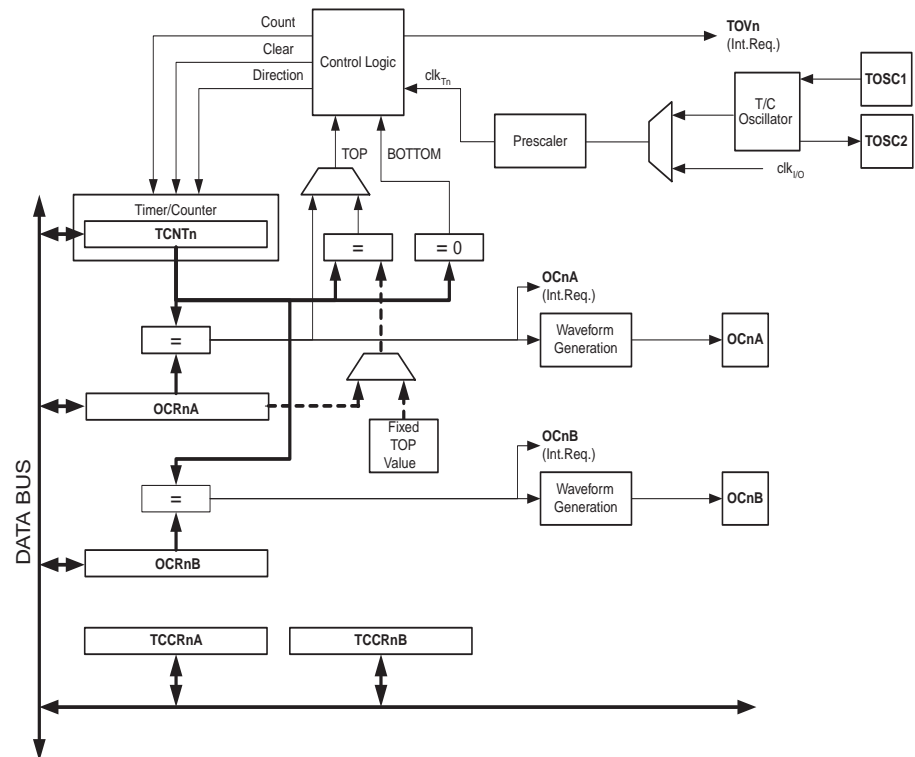 Count
Clear
Direction
Control Logic
TOVn
(Int.Req.)
clkTn
TOP
BOTTOM
Prescaler
T/C
Oscillator
TOSC1
TOSC2
clkI/O
Timer/Counter
TCNTn
=
= 0
OCnA
(Int.Req.)
=
Waveform
Generation
OCnA
OCRnA
Fixed
TOP
Value
OCnB
(Int.Req.)
=
Waveform
Generation
OCnB
OCRnB
DATA BUS
TCCRnA
TCCRnB